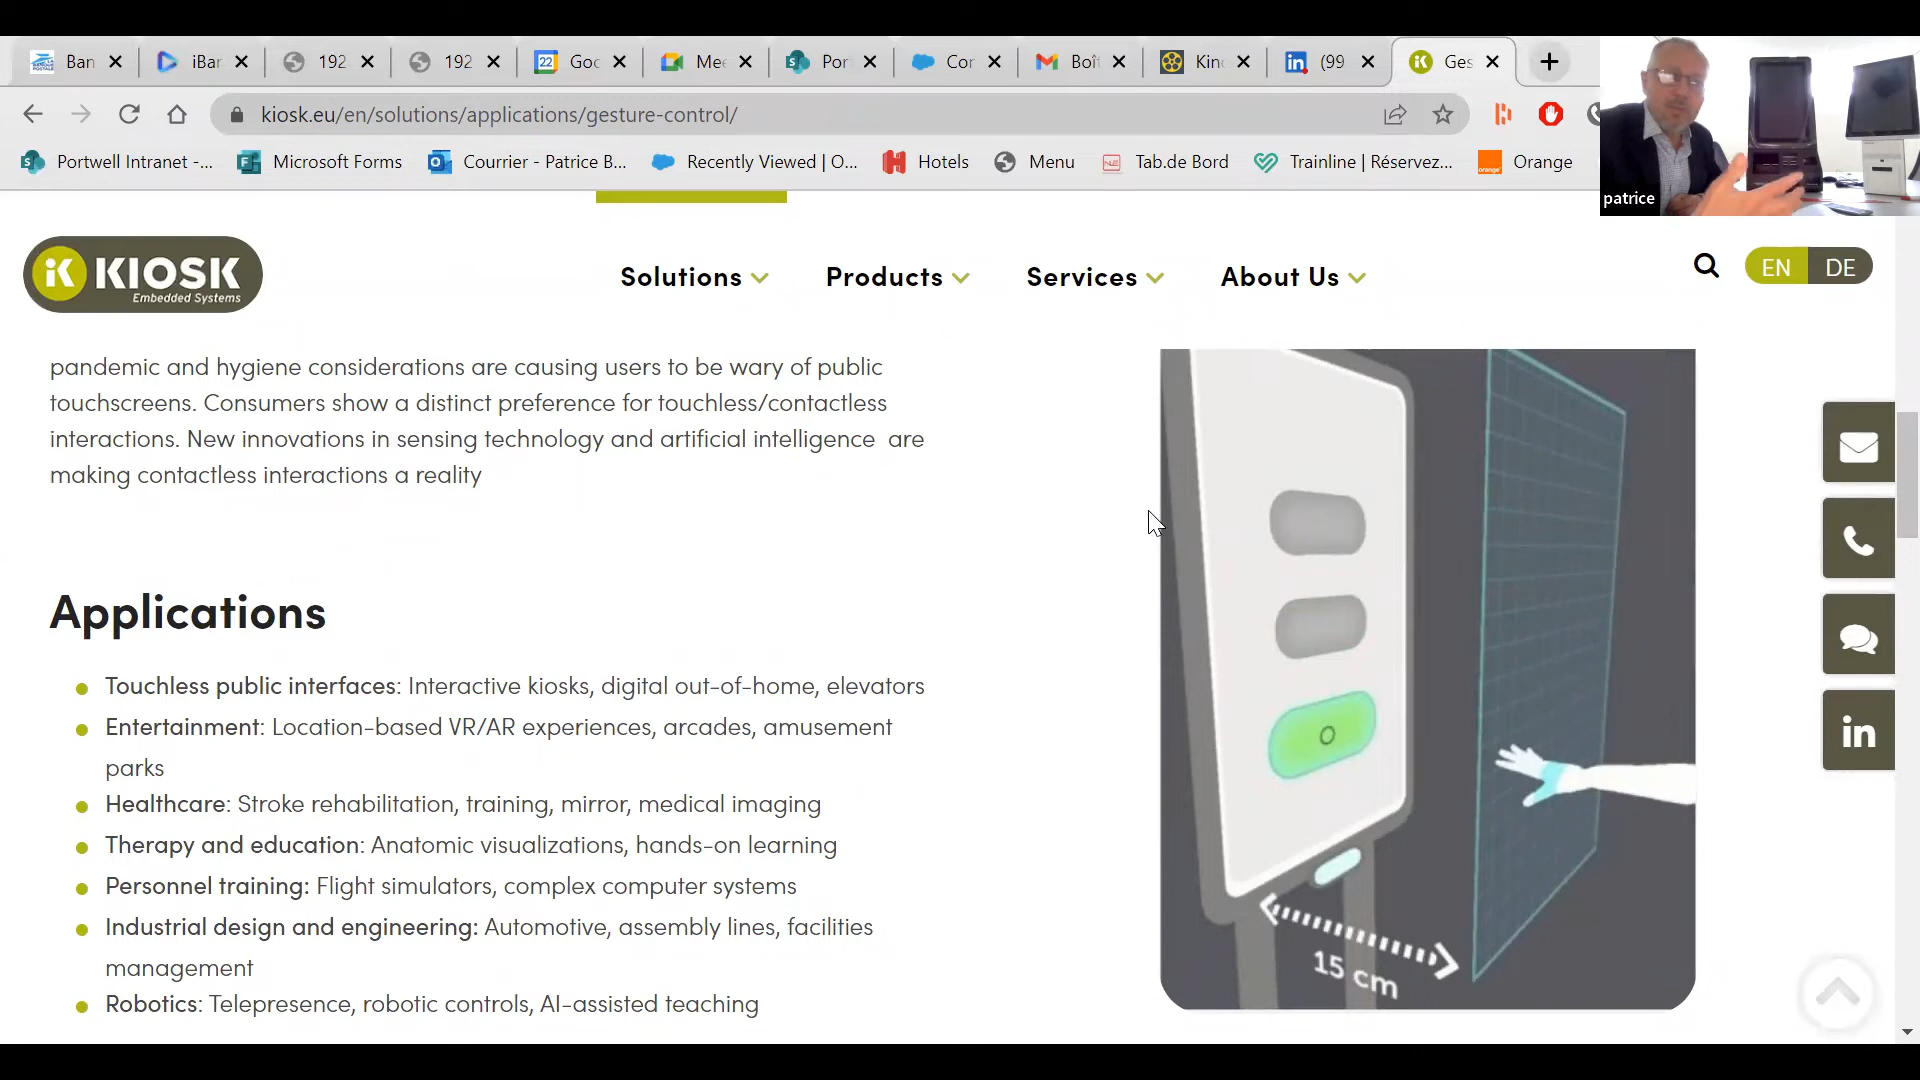 Ban
iBar
192
192
22
Goc
Mee
Por
Cor
Boît
Kinc
in
(99
Ges
kiosk.eu/en/solutions/applications/gesture-control/
Portwell Intranet -...
Microsoft Forms
Courrier - Patrice B...
Recently Viewed | O...
Hotels
Menu
Tab.de Bord
Trainline | Réservez...
Orange
patrice
iK KIOSK
Embedded Systems
Solutions
Products
Services
About Us
EN
DE
pandemic and hygiene considerations are causing users to be wary of public
touchscreens. Consumers show a distinct preference for touchless/contactless
interactions. New innovations in sensing technology and artificial intelligence are
making contactless interactions a reality
Applications
Touchless public interfaces: Interactive kiosks, digital out-of-home, elevators
Entertainment: Location-based VR/AR experiences, arcades, amusement
parks
Healthcare: Stroke rehabilitation, training, mirror, medical imaging
Therapy and education: Anatomic visualizations, hands-on learning
Personnel training: Flight simulators, complex computer systems
Industrial design and engineering: Automotive, assembly lines, facilities
management
Robotics: Telepresence, robotic controls, AI-assisted teaching
15 cm
in